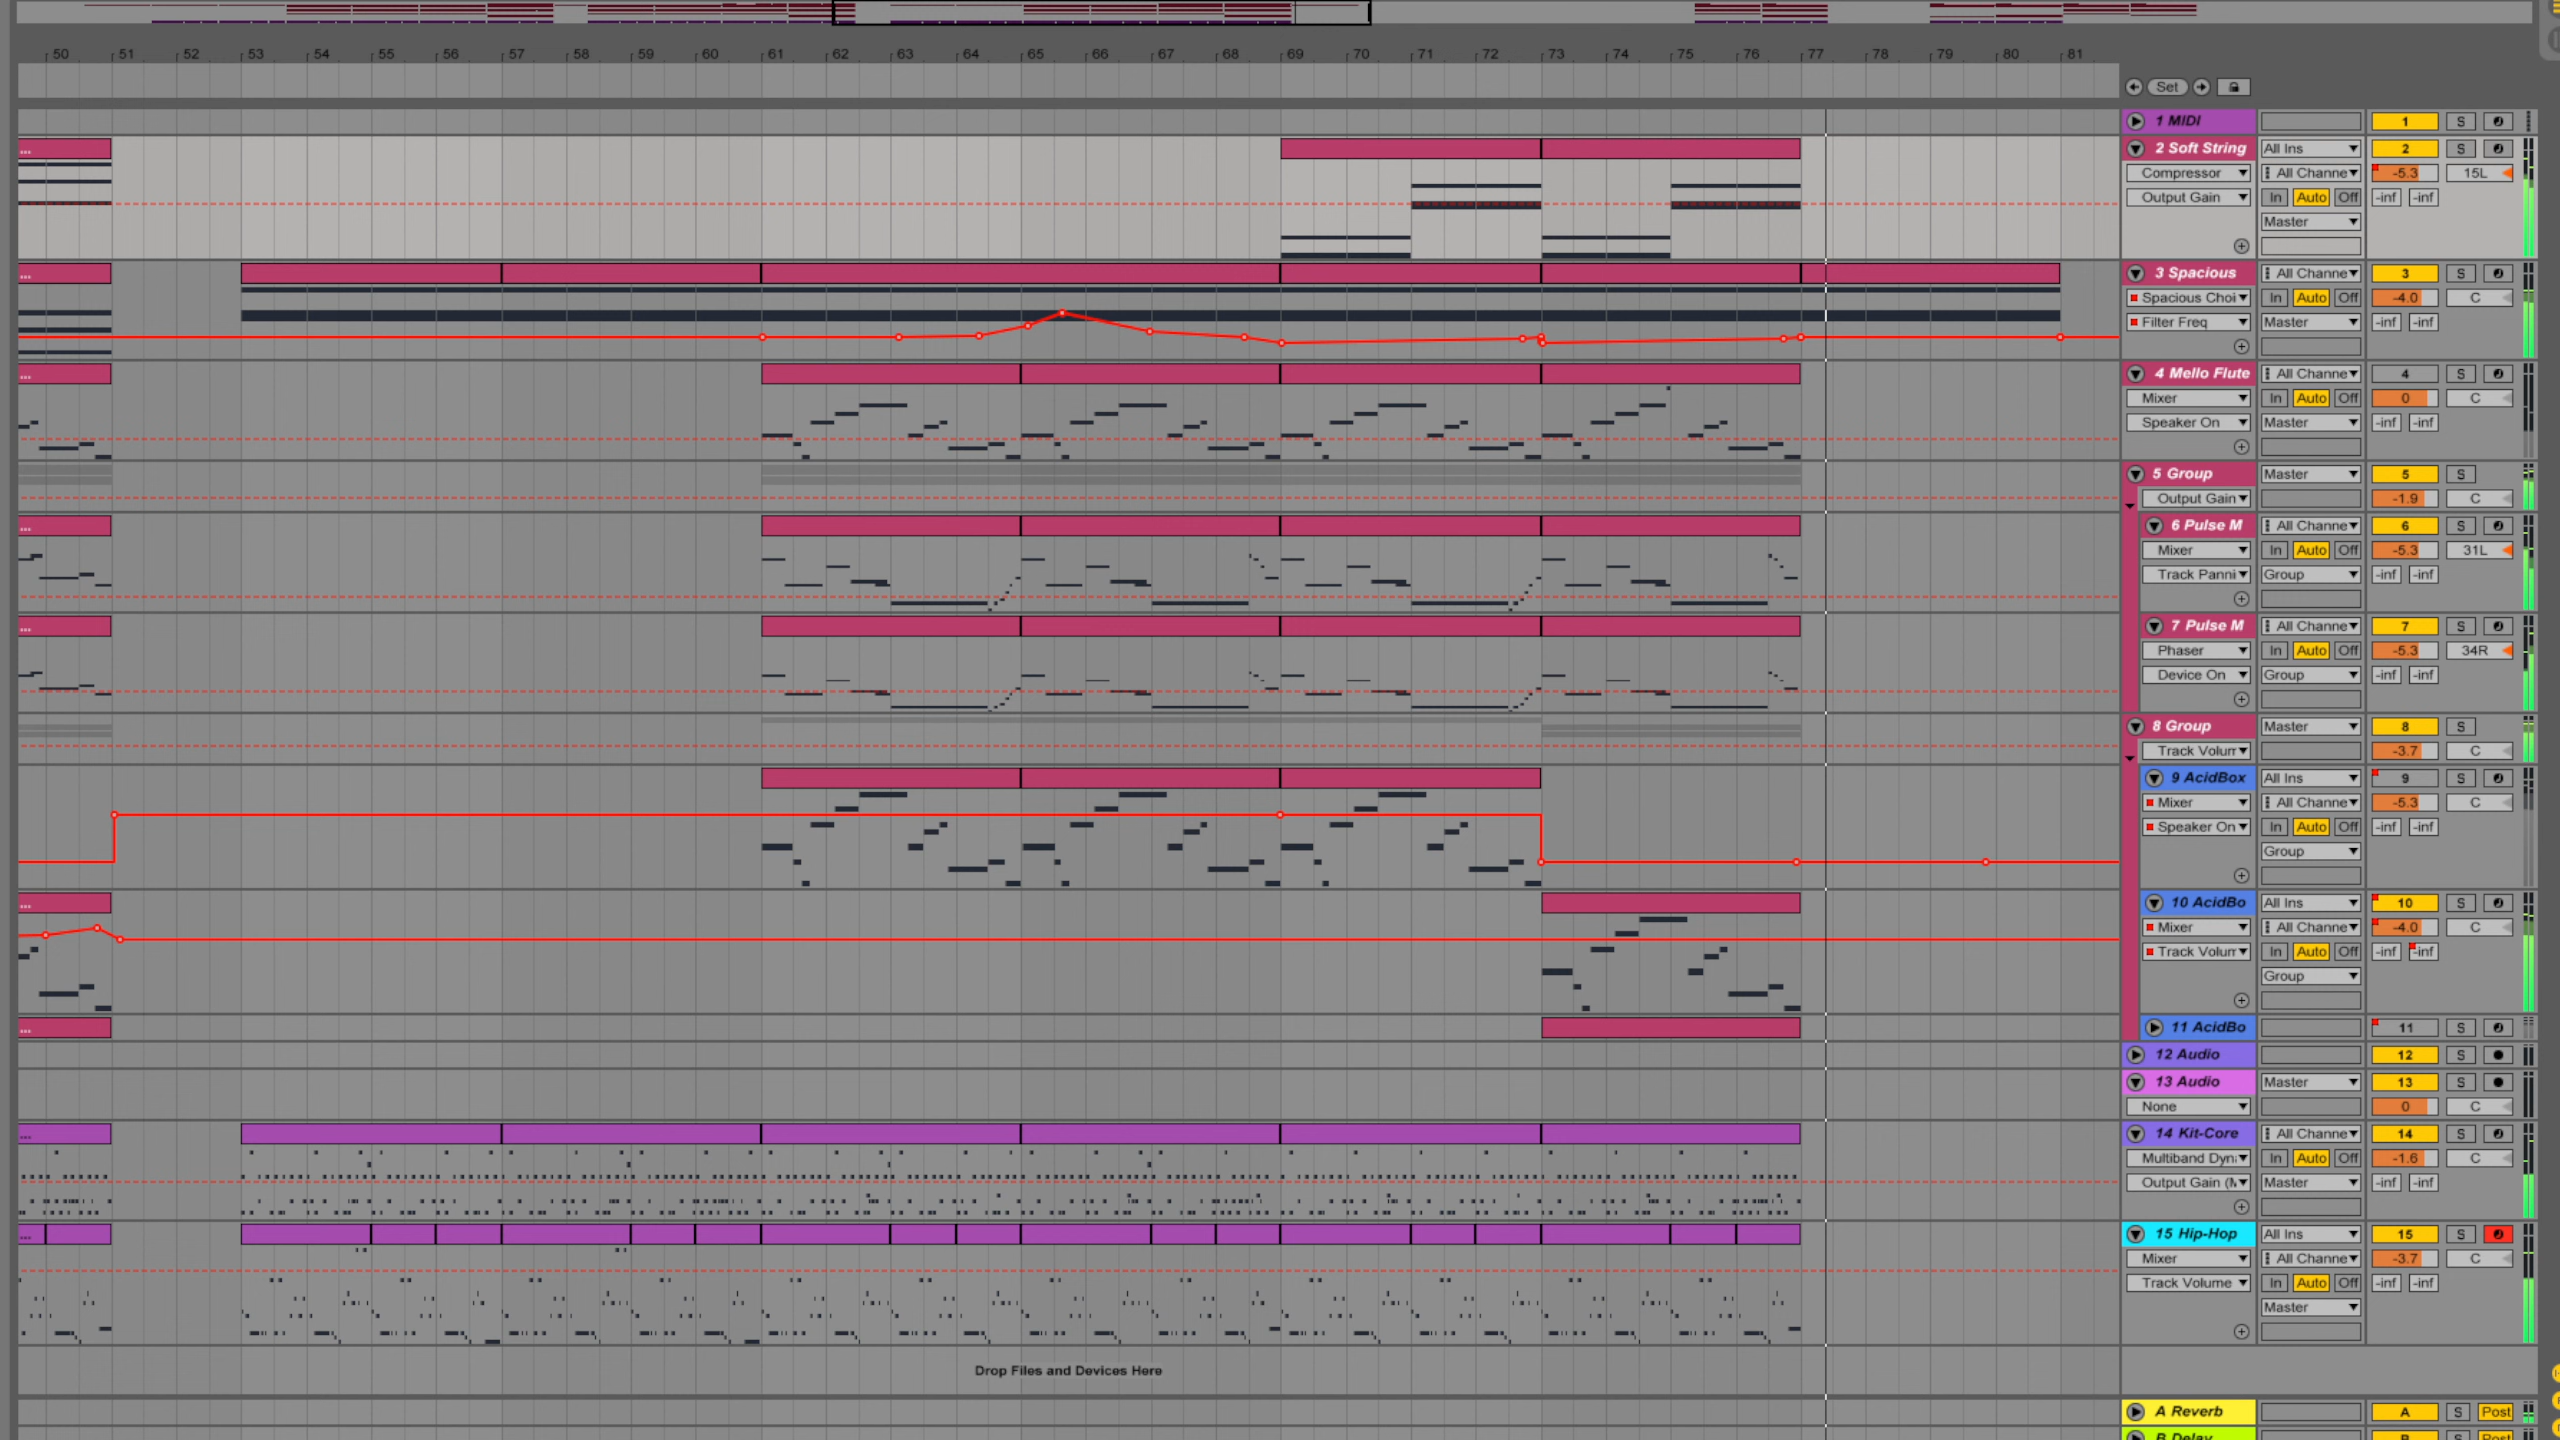 50 51 52 53 54 55 56 57 58 59 60 61 62 63 64 65 66 67 68 69 70 71 72 73 74 75 76 77 78 79 80 81
Set
1 MIDI 1 S
2 Soft String All Ins 2 S
Compressor All Channe -5.3 15L
Output Gain In Auto Off -inf -inf
Master
3 Spacious All Channe 3 S
Spacious Choi In Auto Off -4.0 C
Filter Freq Master -inf -inf
4 Mello Flute All Channe 4 S
Mixer In Auto Off 0 C
Speaker On Master -inf -inf
5 Group Master 5 S
Output Gain -1.9 C
6 Pulse M All Channe 6 S
Mixer In Auto Off -5.3 31L
Track Panni Group -inf -inf
7 Pulse M All Channe 7 S
Phaser In Auto Off -5.3 34R
Device On Group -inf -inf
8 Group Master 8 S
Track Volum -3.7 C
9 AcidBox All Ins 9 S
Mixer All Channe -5.3 C
Speaker On In Auto Off -inf -inf
Group
10 AcidBo All Ins 10 S
Mixer All Channe -4.0 C
Track Volum In Auto Off -inf -inf
Group
11 AcidBo 11 S
12 Audio 12 S
13 Audio Master 13 S
None 0 C
14 Kit-Core All Channe 14 S
Multiband Dyn In Auto Off -1.6 C
Output Gain (M Master -inf -inf
15 Hip-Hop All Ins 15 S
Mixer All Channe -3.7 C
Track Volume In Auto Off -inf -inf
Master
Drop Files and Devices Here
A Reverb A S Post
B Delay B S Post